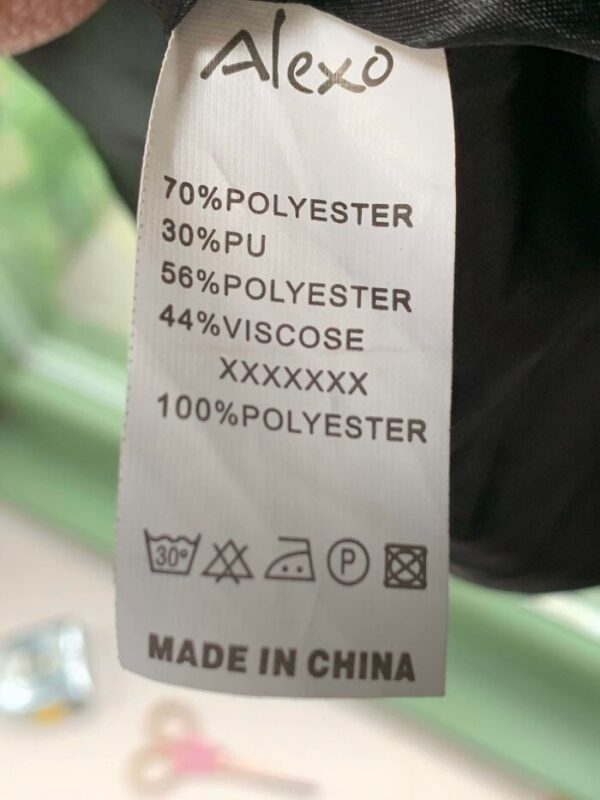 Alexo
70%POLYESTER
30%PU
56%POLYESTER
44%VISCOSE
XXXXXXX
100%POLYESTER
30° P
MADE IN CHINA